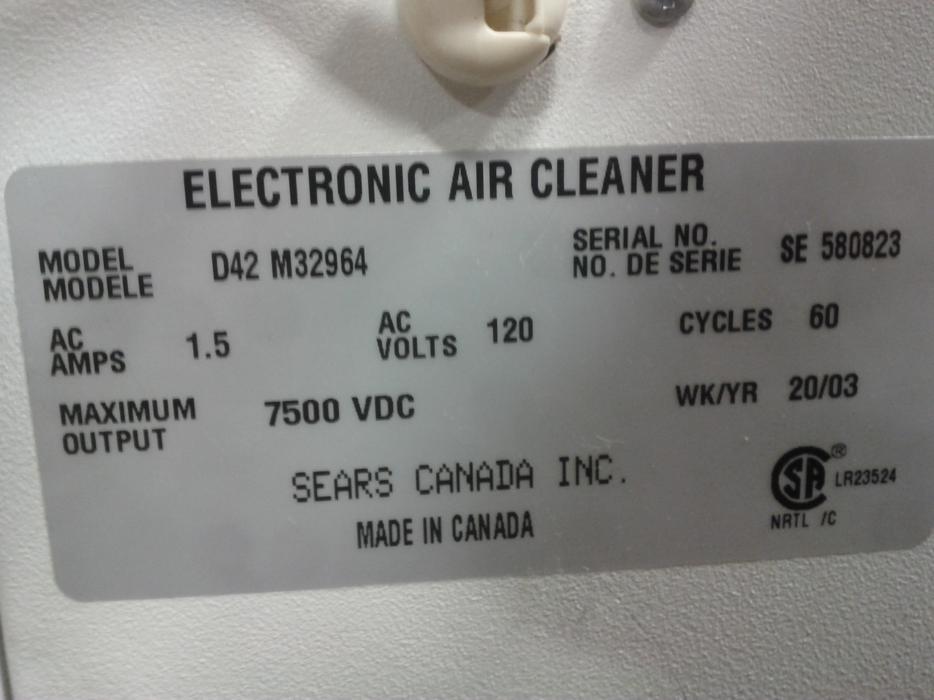 ELECTRONIC AIR CLEANER
MODEL
MODELE
D42 M32964
SERIAL NO.
NO. DE SERIE
SE 580823
AC
AMPS
1.5
AC
VOLTS
120
CYCLES 60
MAXIMUM
OUTPUT
7500 VDC
WK/YR 20/03
SEARS CANADA INC.
MADE IN CANADA
SA ® LR23524
NRTL /C